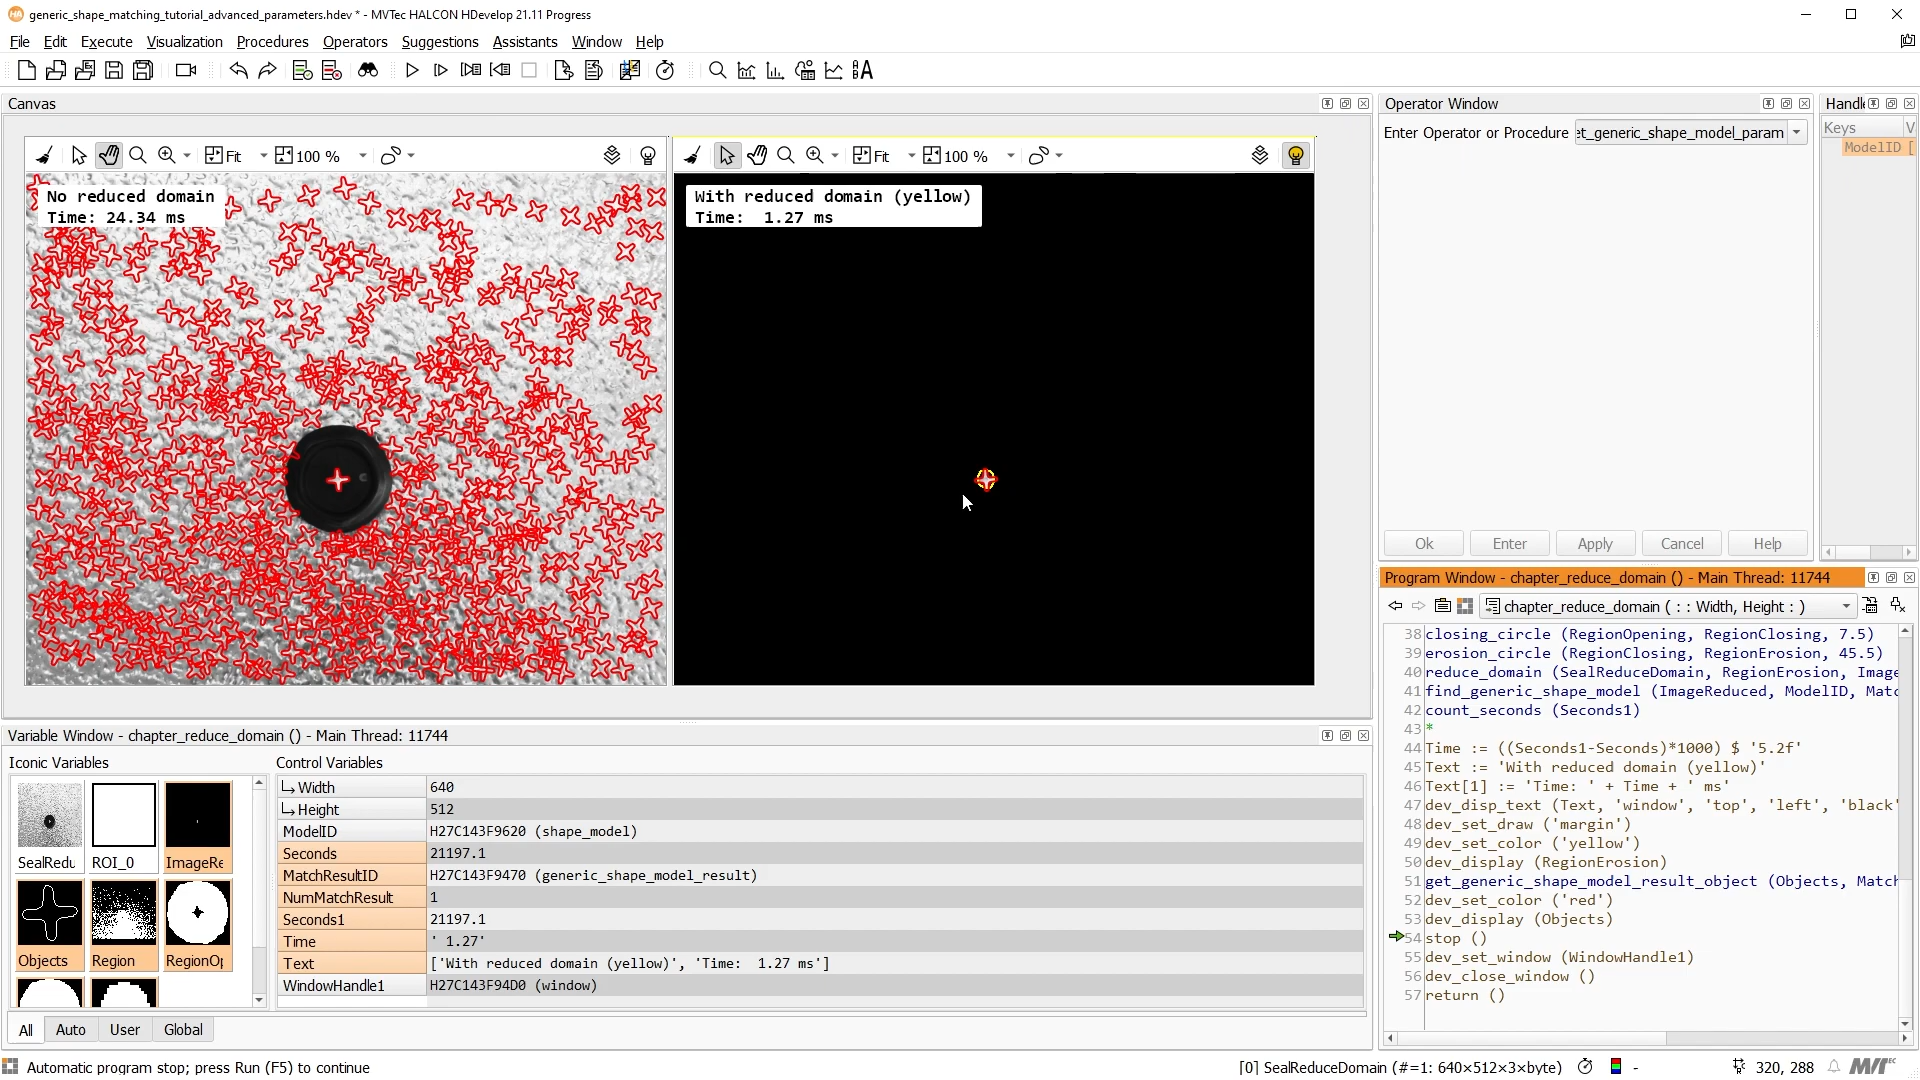 generic_shape_matching_tutorial_advanced_parameters.hdev * - MVTec HALCON HDevelop 21.11 Progress
File Edit Execute Visualization Procedures Operators Suggestions Assistants Window Help
Canvas
Fit 100 %
Fit 100 %
No reduced domain
Time: 24.34 ms
With reduced domain (yellow)
Time:  1.27 ms
Operator Window
Enter Operator or Procedure et_generic_shape_model_param
Ok Enter Apply Cancel Help
Handle
Keys V
ModelID [
Program Window - chapter_reduce_domain () - Main Thread: 11744
chapter_reduce_domain ( : : Width, Height : )
38 closing_circle (RegionOpening, RegionClosing, 7.5)
39 erosion_circle (RegionClosing, RegionErosion, 45.5)
40 reduce_domain (SealReduceDomain, RegionErosion, Image
41 find_generic_shape_model (ImageReduced, ModelID, Matc
42 count_seconds (Seconds1)
43 *
44 Time := ((Seconds1-Seconds)*1000) $ '5.2f'
45 Text := 'With reduced domain (yellow)'
46 Text[1] := 'Time: ' + Time + ' ms'
47 dev_disp_text (Text, 'window', 'top', 'left', 'black'
48 dev_set_draw ('margin')
49 dev_set_color ('yellow')
50 dev_display (RegionErosion)
51 get_generic_shape_model_result_object (Objects, Match
52 dev_set_color ('red')
53 dev_display (Objects)
54 stop ()
55 dev_set_window (WindowHandle1)
56 dev_close_window ()
57 return ()
Variable Window - chapter_reduce_domain () - Main Thread: 11744
Iconic Variables
SealRedu ROI_0 ImageRe
Objects Region RegionOp
Control Variables
Width 640
Height 512
ModelID H27C143F9620 (shape_model)
Seconds 21197.1
MatchResultID H27C143F9470 (generic_shape_model_result)
NumMatchResult 1
Seconds1 21197.1
Time ' 1.27'
Text ['With reduced domain (yellow)', 'Time:  1.27 ms']
WindowHandle1 H27C143F94D0 (window)
All Auto User Global
Automatic program stop; press Run (F5) to continue
[0] SealReduceDomain (#=1: 640×512×3×byte) - 320, 288 MVTEC